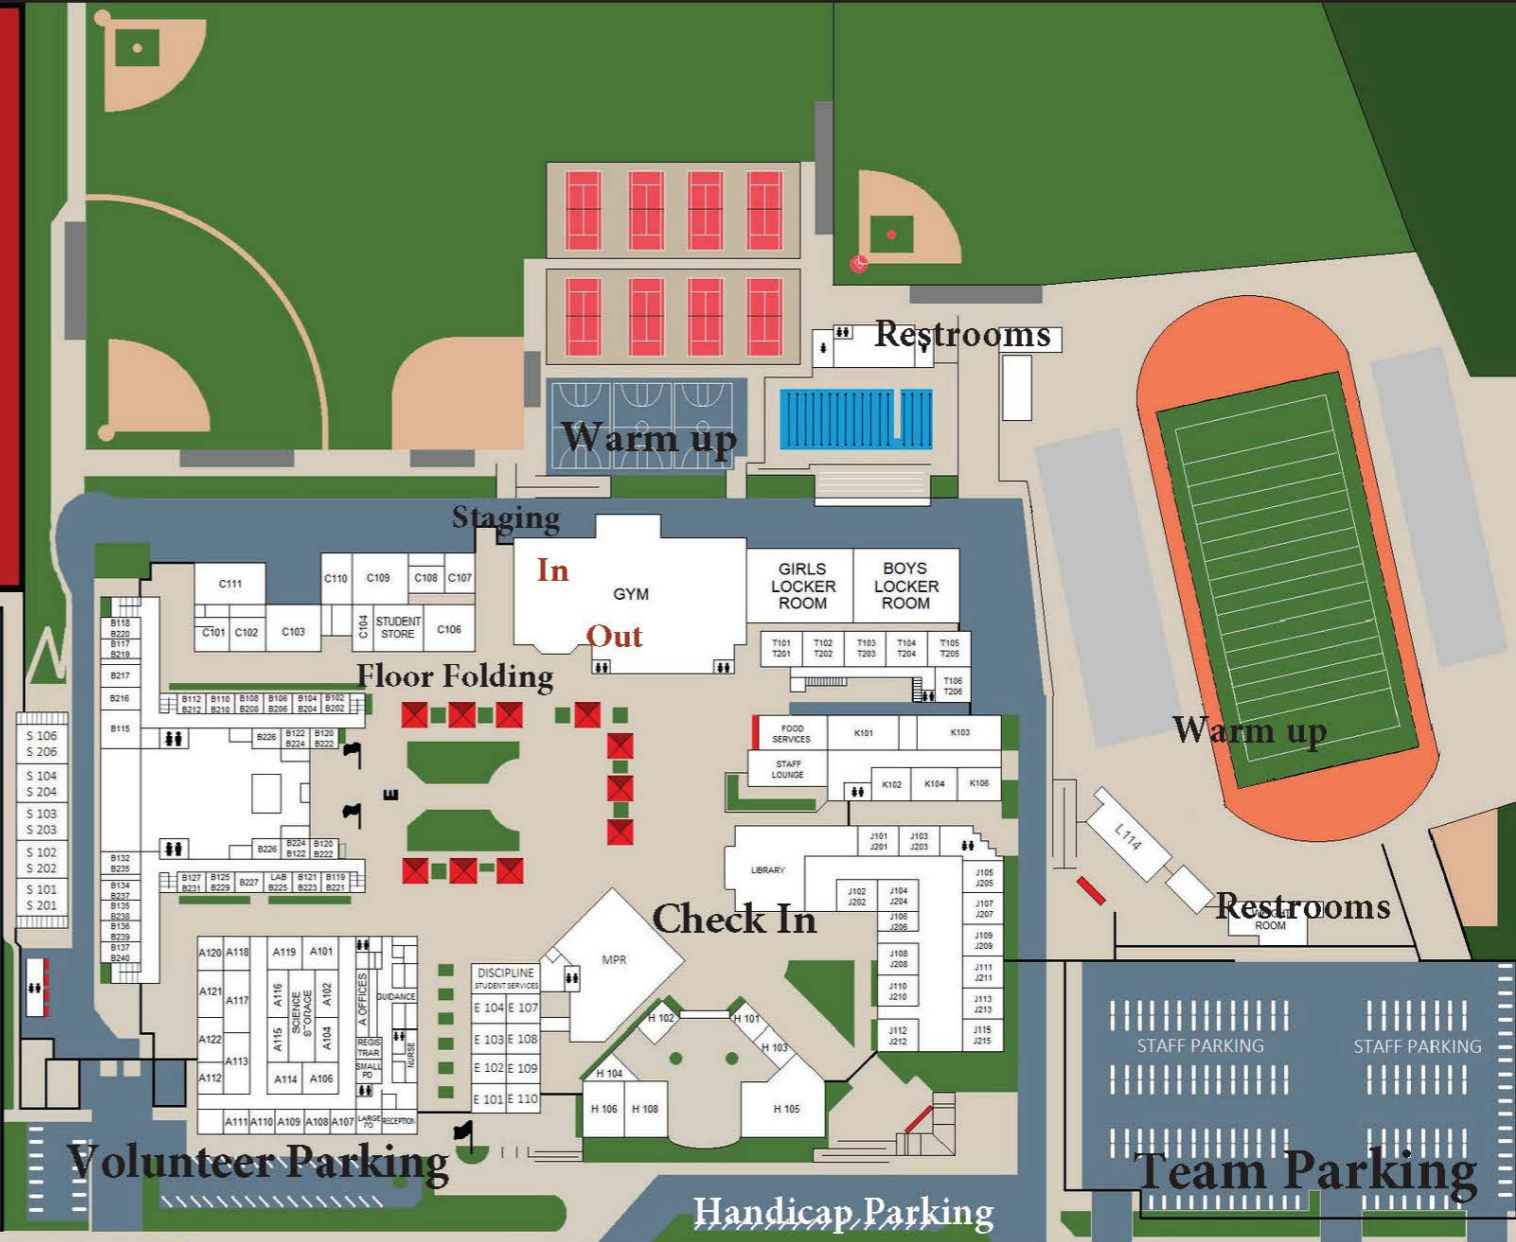 Restrooms
Warm up
Staging
In
GYM
Out
GIRLS
LOCKER
ROOM
BOYS
LOCKER
ROOM
C111
C110
C109
C108
C107
C101
C102
C103
C104
STUDENT
STORE
C106
T101
T201
T102
T202
T103
T203
T104
T204
T105
T205
T106
T206
Floor Folding
B118
B220
B117
B219
B217
B216
B115
B112
B212
B110
B210
B108
B208
B106
B206
B104
B204
B102
B202
B226
B122
B224
B120
B222
S 106
S 206
S 104
S 204
S 103
S 203
S 102
S 202
S 101
S 201
B226
B224
B122
B120
B222
B132
B235
B134
B237
B135
B238
B136
B239
B137
B240
B127
B231
B125
B229
B227
LAB
B225
B121
B223
B119
B221
E
FOOD
SERVICES
STAFF
LOUNGE
K101
K103
K102
K104
K106
Warm up
L114
Restrooms
ROOM
LIBRARY
J101
J201
J103
J203
J105
J205
J102
J202
J104
J204
J106
J206
J107
J207
J109
J209
J108
J208
J111
J211
J110
J210
J113
J213
J112
J212
J115
J215
Check In
MPR
A120
A118
A119
A101
A121
A117
A116
SCIENCE
STORAGE
A102
A OFFICES
GUIDANCE
A122
A113
A115
A104
REGIS
TRAR
NURSE
A112
A114
A106
SMALL
PD
A111
A110
A109
A108
A107
LARGE
PD
RECEPTION
DISCIPLINE
STUDENT SERVICES
E 104
E 107
E 103
E 108
E 102
E 109
E 101
E 110
H 102
H 101
H 103
H 104
H 106
H 108
H 105
STAFF PARKING
STAFF PARKING
Volunteer Parking
Team Parking
Handicap Parking